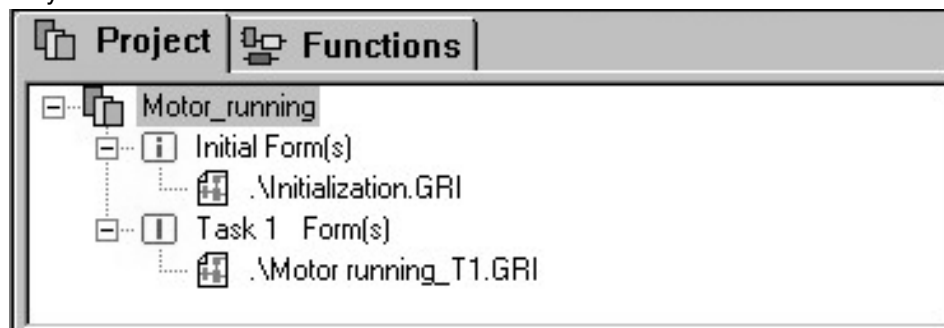 Project Functions
Motor_running
Initial Form(s)
.\Initialization.GRI
Task 1 Form(s)
.\Motor running_T1.GRI